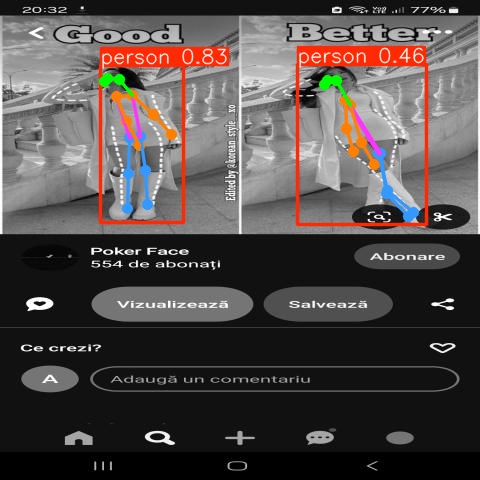 20:32
77%
Good
Better
person 0.83
person 0.46
Edited by @korean_style_xo
Poker Face
554 de abonați
Abonare
Vizualizează
Salvează
Ce crezi?
A
Adaugă un comentariu